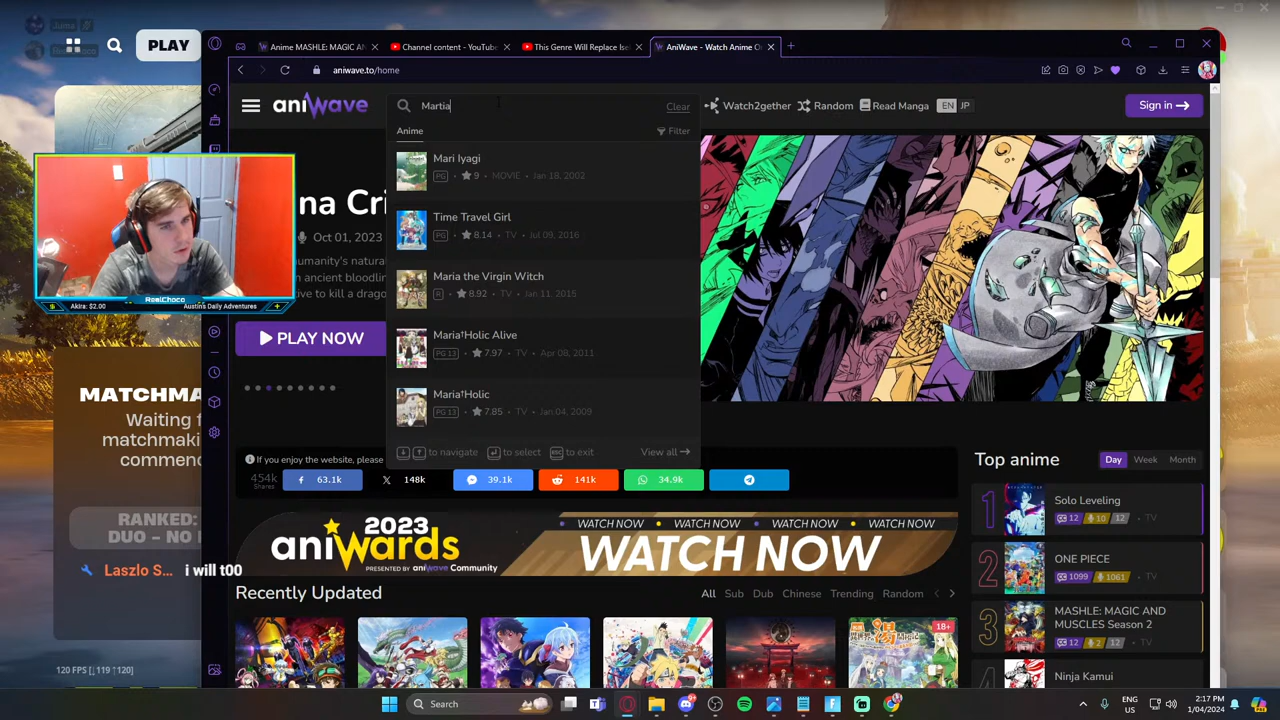 Juma
PLAY
Anime MASHLE: MAGIC AN
Channel content - YouTube
This Genre Will Replace Ise
AniWave - Watch Anime O
aniwave.to/home
aniwave
Martia
Clear
Watch2gether
Random
Read Manga
EN JP
Sign in
Anime
Filter
Mari Iyagi
PG 9 MOVIE Jan 18, 2002
Time Travel Girl
PG 8.14 TV Jul 09, 2016
Maria the Virgin Witch
R 8.92 TV Jan 11, 2015
Maria†Holic Alive
PG 13 7.97 TV Apr 08, 2011
Maria†Holic
PG 13 7.85 TV Jan 04, 2009
to navigate to select ESC to exit
View all
na Cri
Oct 01, 2023
humanity's natura
n ancient bloodlin
ive to kill a drago
PLAY NOW
RselChoco
Akira: $2.00 Austin's Daily Adventures
MATCHMA
Waiting f
matchmaki
commenc
RANKED:
DUO - NO
Laszlo S... i will t00
120 FPS [↓119 ↑120]
If you enjoy the website, please
454k
Shares
63.1k
148k
39.1k
141k
34.9k
2023
aniwards
PRESENTED BY aniwave Community
WATCH NOW WATCH NOW WATCH NOW WATCH NOW
WATCH NOW
Recently Updated
All Sub Dub Chinese Trending Random
18+
Top anime
Day Week Month
1
Solo Leveling
12 10 12 TV
2
ONE PIECE
1099 1061 TV
3
MASHLE: MAGIC AND
MUSCLES Season 2
12 2 12 TV
Ninja Kamui
Search
ENG
US
2:17 PM
1/04/2024